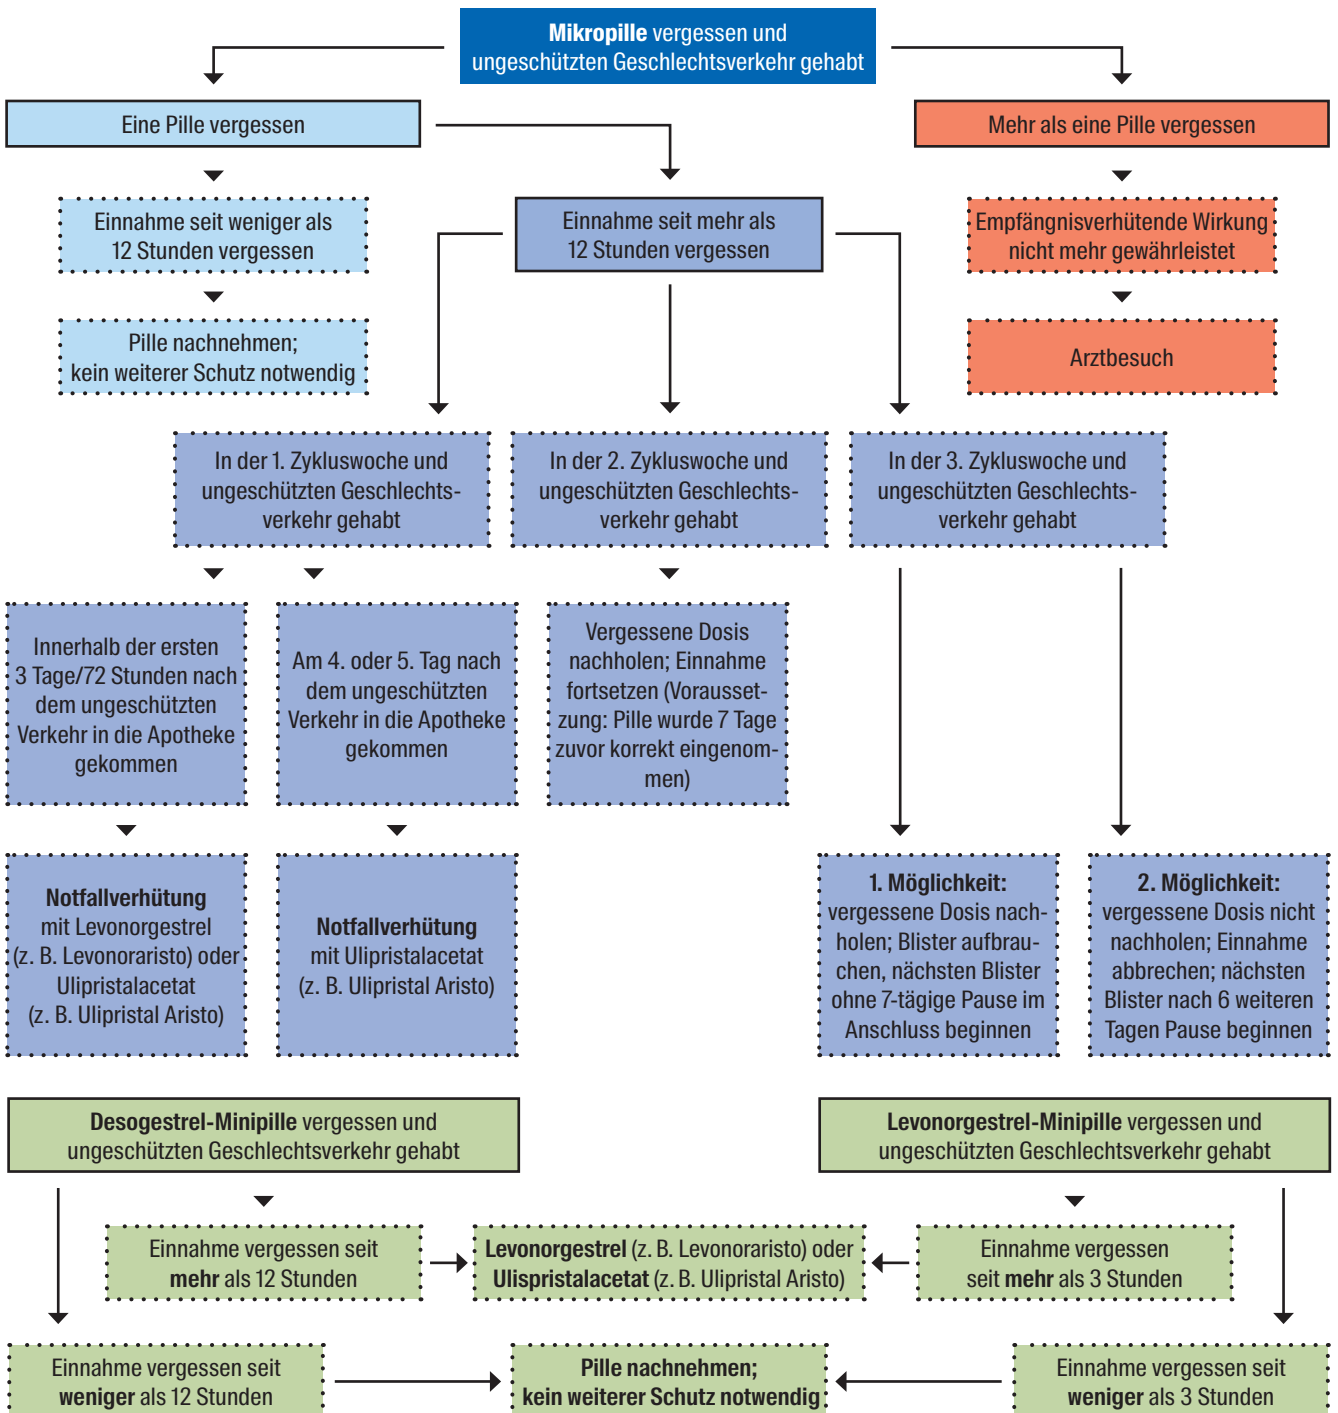 Mikropille vergessen und
ungeschützten Geschlechtsverkehr gehabt
Eine Pille vergessen
Mehr als eine Pille vergessen
Einnahme seit weniger als
12 Stunden vergessen
Einnahme seit mehr als
12 Stunden vergessen
Empfängnisverhütende Wirkung
nicht mehr gewährleistet
Pille nachnehmen;
kein weiterer Schutz notwendig
Arztbesuch
In der 1. Zykluswoche und
ungeschützten Geschlechts-
verkehr gehabt
In der 2. Zykluswoche und
ungeschützten Geschlechts-
verkehr gehabt
In der 3. Zykluswoche und
ungeschützten Geschlechts-
verkehr gehabt
Innerhalb der ersten
3 Tage/72 Stunden nach
dem ungeschützten
Verkehr in die Apotheke
gekommen
Am 4. oder 5. Tag nach
dem ungeschützten
Verkehr in die Apotheke
gekommen
Vergessene Dosis
nachholen; Einnahme
fortsetzen (Vorausset-
zung: Pille wurde 7 Tage
zuvor korrekt eingenom-
men)
Notfallverhütung
mit Levonorgestrel
(z. B. Levonoraristo) oder
Ulipristalacetat
(z. B. Ulipristal Aristo)
Notfallverhütung
mit Ulipristalacetat
(z. B. Ulipristal Aristo)
1. Möglichkeit:
vergessene Dosis nach-
holen; Blister aufbrau-
chen, nächsten Blister
ohne 7-tägige Pause im
Anschluss beginnen
2. Möglichkeit:
vergessene Dosis nicht
nachholen; Einnahme
abbrechen; nächsten
Blister nach 6 weiteren
Tagen Pause beginnen
Desogestrel-Minipille vergessen und
ungeschützten Geschlechtsverkehr gehabt
Levonorgestrel-Minipille vergessen und
ungeschützten Geschlechtsverkehr gehabt
Einnahme vergessen seit
mehr als 12 Stunden
Levonorgestrel (z. B. Levonoraristo) oder
Ulispristalacetat (z. B. Ulipristal Aristo)
Einnahme vergessen
seit mehr als 3 Stunden
Einnahme vergessen seit
weniger als 12 Stunden
Pille nachnehmen;
kein weiterer Schutz notwendig
Einnahme vergessen seit
weniger als 3 Stunden